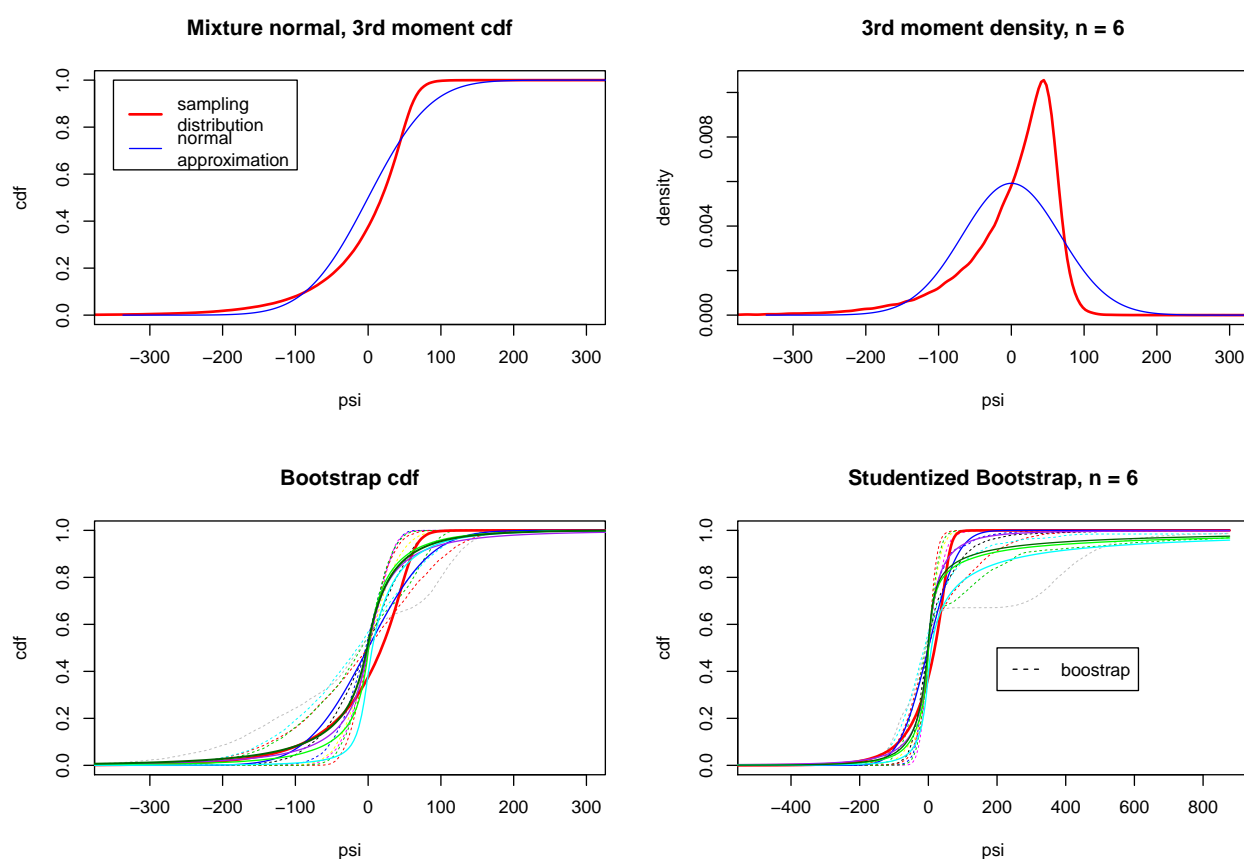 Mixture normal, 3rd moment cdf
cdf
1.0
0.8
0.6
0.4
0.2
0.0
sampling
distribution
normal
approximation
−300 −200 −100 0 100 200 300
psi
3rd moment density, n = 6
density
0.008
0.004
0.000
−300 −200 −100 0 100 200 300
psi
Bootstrap cdf
cdf
1.0
0.8
0.6
0.4
0.2
0.0
−300 −200 −100 0 100 200 300
psi
Studentized Bootstrap, n = 6
cdf
1.0
0.8
0.6
0.4
0.2
0.0
boostrap
−400 −200 0 200 400 600 800
psi